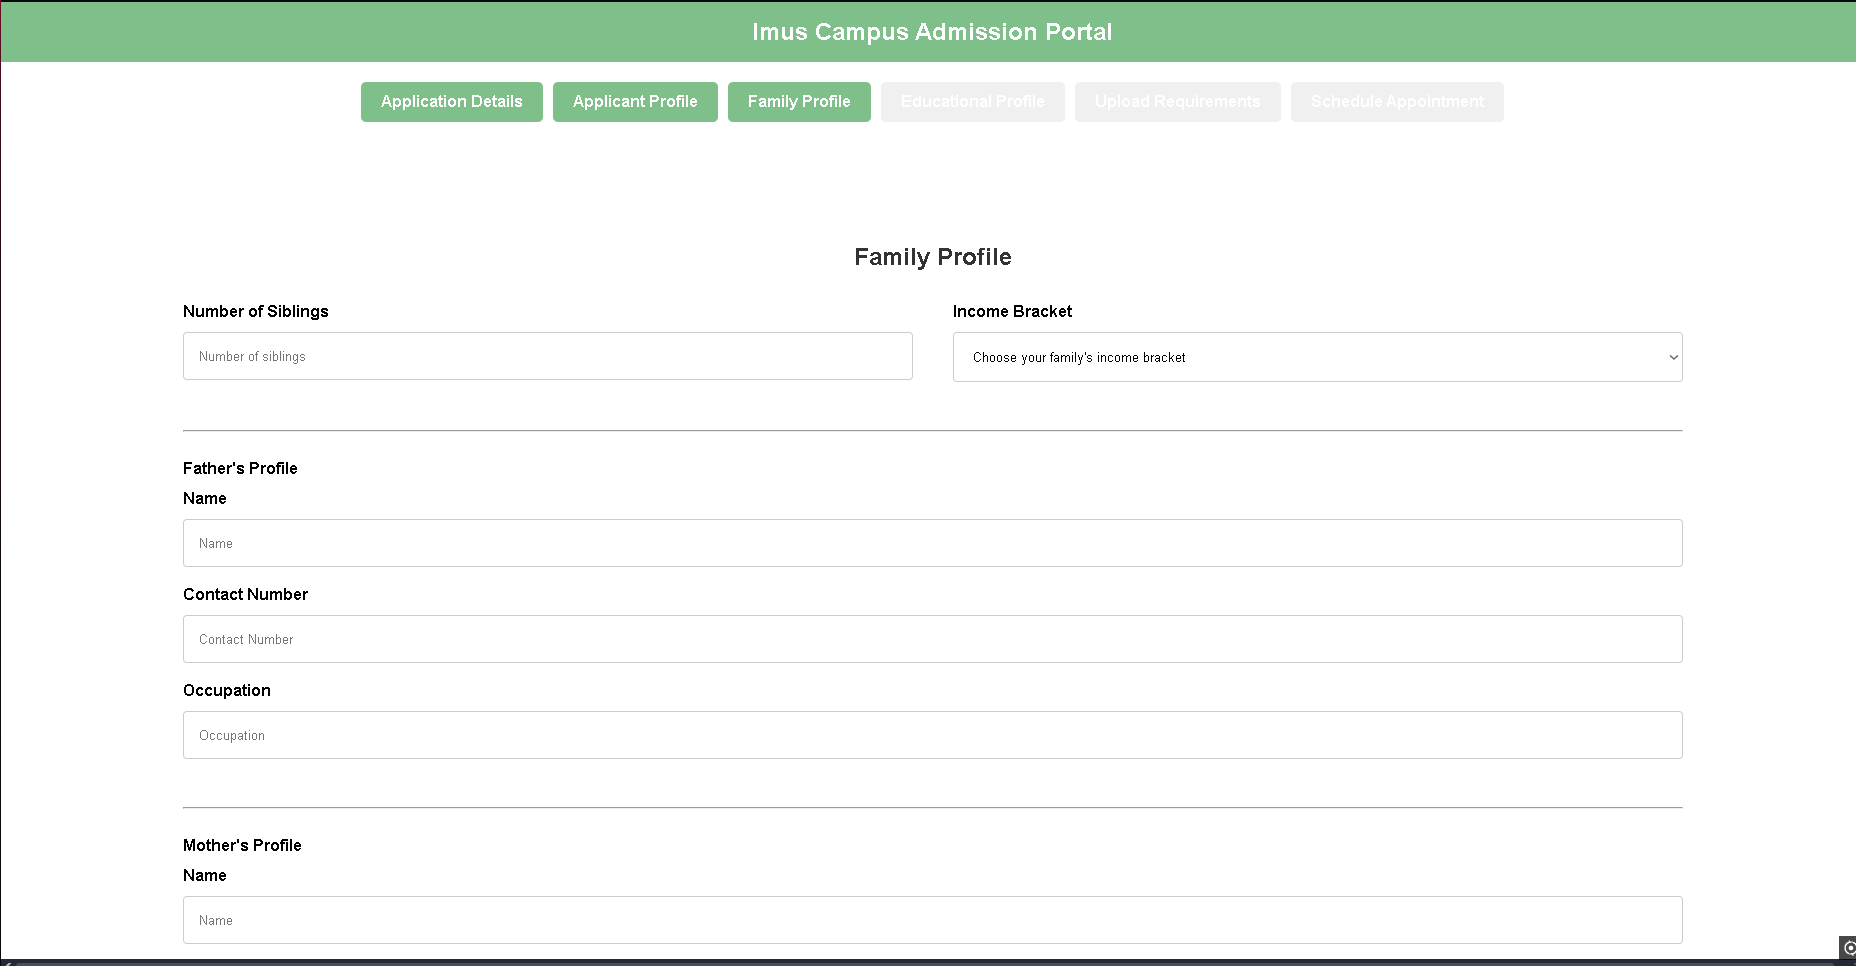 Imus Campus Admission Portal
Application Details Applicant Profile Family Profile Educational Profile Upload Requirements Schedule Appointment
Family Profile
Number of Siblings Income Bracket
Number of siblings Choose your family's income bracket
Father's Profile
Name
Name
Contact Number
Contact Number
Occupation
Occupation
Mother's Profile
Name
Name